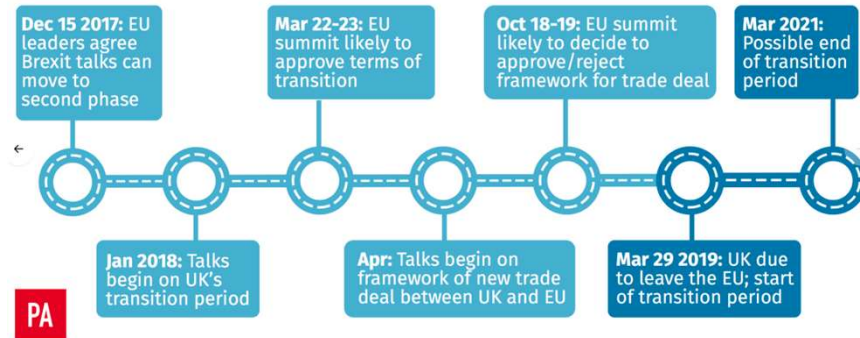 Dec 15 2017: EU
leaders agree
Brexit talks can
move to
second phase
Mar 22-23: EU
summit likely to
approve terms of
transition
Oct 18-19: EU summit
likely to decide to
approve/reject
framework for trade deal
Mar 2021:
Possible end
of transition
period
Jan 2018: Talks
begin on UK's
transition period
Apr: Talks begin on
framework of new trade
deal between UK and EU
Mar 29 2019: UK due
to leave the EU; start
of transition period
PA